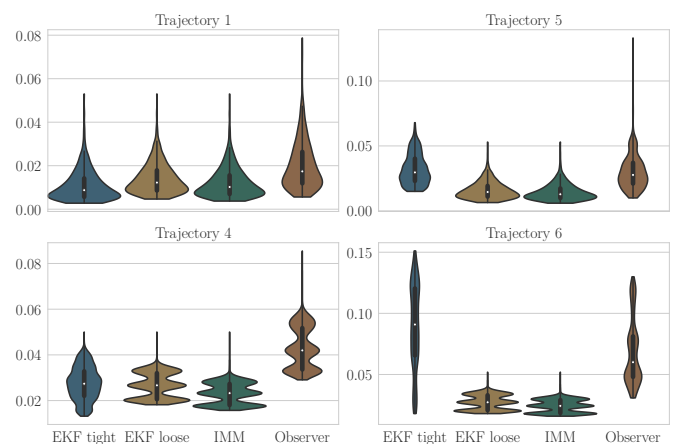 Trajectory 1
0.08
0.06
0.04
0.02
0.00
Trajectory 5
0.10
0.05
0.00
Trajectory 4
0.08
0.06
0.04
0.02
EKF tight EKF loose IMM Observer
Trajectory 6
0.15
0.10
0.05
EKF tight EKF loose IMM Observer